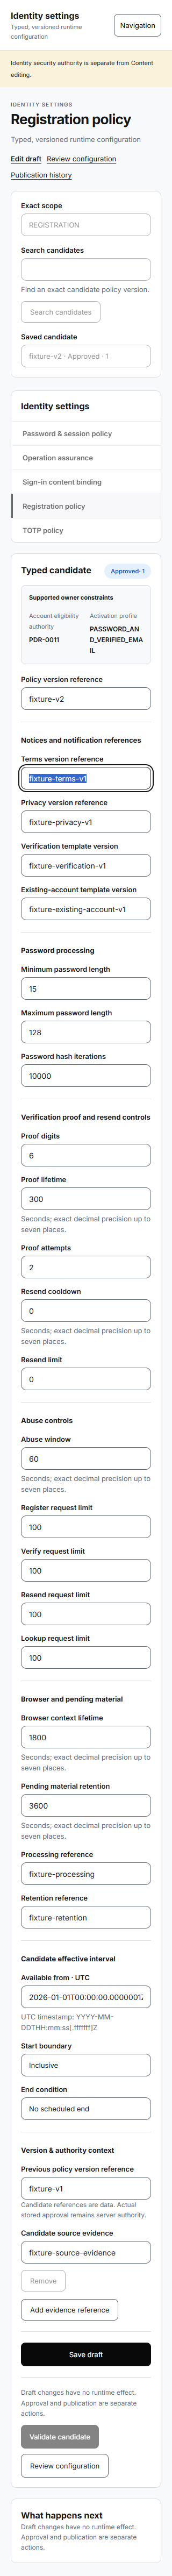 Identity settings
Typed, versioned runtime
configuration
Navigation
Identity security authority is separate from Content
editing.
IDENTITY SETTINGS
Registration policy
Typed, versioned runtime configuration
Edit draft Review configuration
Publication history
Exact scope
REGISTRATION
Search candidates
Find an exact candidate policy version.
Search candidates
Saved candidate
fixture-v2 · Approved · 1
Identity settings
Password & session policy
Operation assurance
Sign-in content binding
Registration policy
TOTP policy
Typed candidate
Approved· 1
Supported owner constraints
Account eligibility
authority
PDR-0011
Activation profile
PASSWORD_AN
D_VERIFIED_EMA
IL
Policy version reference
fixture-v2
Notices and notification references
Terms version reference
fixture-terms-v1
Privacy version reference
fixture-privacy-v1
Verification template version
fixture-verification-v1
Existing-account template version
fixture-existing-account-v1
Password processing
Minimum password length
15
Maximum password length
128
Password hash iterations
10000
Verification proof and resend controls
Proof digits
6
Proof lifetime
300
Seconds; exact decimal precision up to
seven places.
Proof attempts
2
Resend cooldown
0
Seconds; exact decimal precision up to
seven places.
Resend limit
0
Abuse controls
Abuse window
60
Seconds; exact decimal precision up to
seven places.
Register request limit
100
Verify request limit
100
Resend request limit
100
Lookup request limit
100
Browser and pending material
Browser context lifetime
1800
Seconds; exact decimal precision up to
seven places.
Pending material retention
3600
Seconds; exact decimal precision up to
seven places.
Processing reference
fixture-processing
Retention reference
fixture-retention
Candidate effective interval
Available from · UTC
2026-01-01T00:00:00.0000001Z
UTC timestamp: YYYY-MM-
DDTHH:mm:ss[.fffffff]Z
Start boundary
Inclusive
End condition
No scheduled end
Version & authority context
Previous policy version reference
fixture-v1
Candidate references are data. Actual
stored approval remains server authority.
Candidate source evidence
fixture-source-evidence
Remove
Add evidence reference
Save draft
Draft changes have no runtime effect.
Approval and publication are separate
actions.
Validate candidate
Review configuration
What happens next
Draft changes have no runtime effect.
Approval and publication are separate
actions.